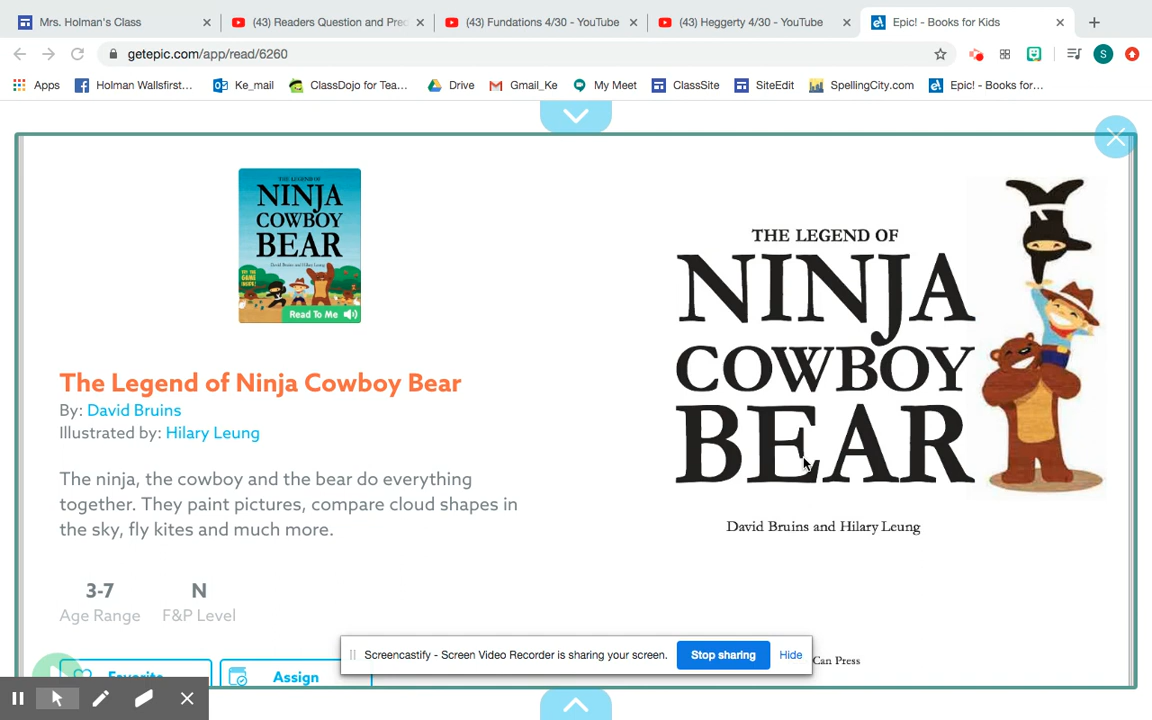 Mrs. Holman's Class
(43) Readers Question and Pre
(43) Fundations 4/30 - YouTube
(43) Heggerty 4/30 - YouTube
Epic! - Books for Kids
getepic.com/app/read/6260
S
Apps
Holman Wallsfirst...
Ke_mail
ClassDojo for Tea...
Drive
Gmail_Ke
My Meet
ClassSite
SiteEdit
SpellingCity.com
Epic! - Books for...
THE LEGEND OF
NINJA
COWBOY
BEAR
David Bruins and Hilary Leung
Read To Me
The Legend of Ninja Cowboy Bear
By: David Bruins
Illustrated by: Hilary Leung
The ninja, the cowboy and the bear do everything
together. They paint pictures, compare cloud shapes in
the sky, fly kites and much more.
3-7
N
Age Range
F&P Level
Favorite
Assign
THE LEGEND OF
NINJA
COWBOY
BEAR
David Bruins and Hilary Leung
Can Press
Screencastify - Screen Video Recorder is sharing your screen.
Stop sharing
Hide